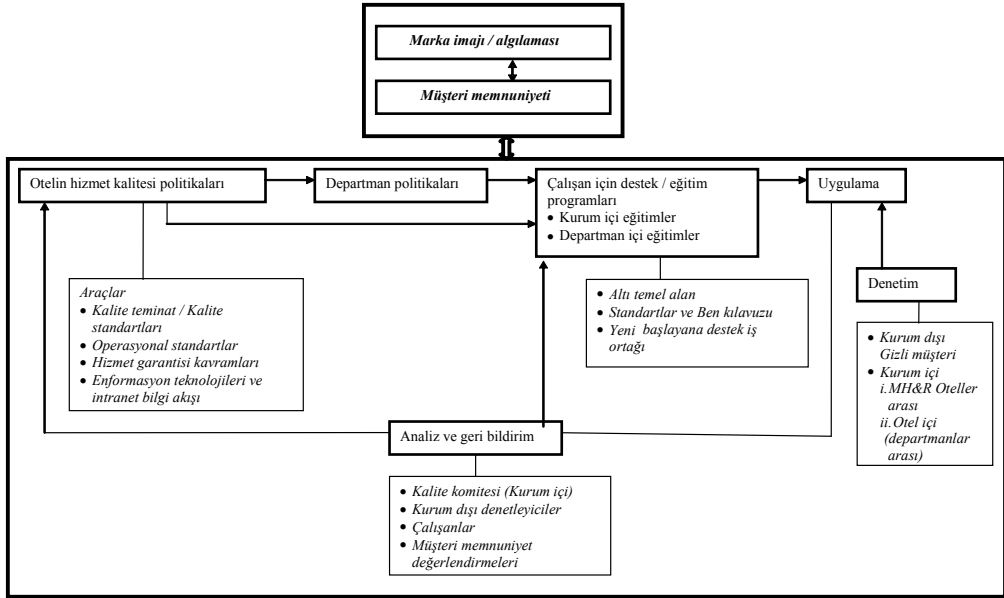 Marka imajı / algılaması
Müşteri memnuniyeti
Otelin hizmet kalitesi politikaları
Departman politikaları
Çalışan için destek / eğitim
programları
• Kurum içi eğitimler
• Departman içi eğitimler
Uygulama
Araçlar
• Kalite teminat / Kalite
standartları
• Operasyonal standartlar
• Hizmet garantisi kavramları
• Enformasyon teknolojileri ve
intranet bilgi akışı
• Altı temel alan
• Standartlar ve Ben kılavuzu
• Yeni başlayana destek iş
ortağı
Denetim
• Kurum dışı
Gizli müşteri
• Kurum içi
i. MH&R Oteller
arası
ii. Otel içi
(departmanlar
arası)
Analiz ve geri bildirim
• Kalite komitesi (Kurum içi)
• Kurum dışı denetleyiciler
• Çalışanlar
• Müşteri memnuniyet
değerlendirmeleri